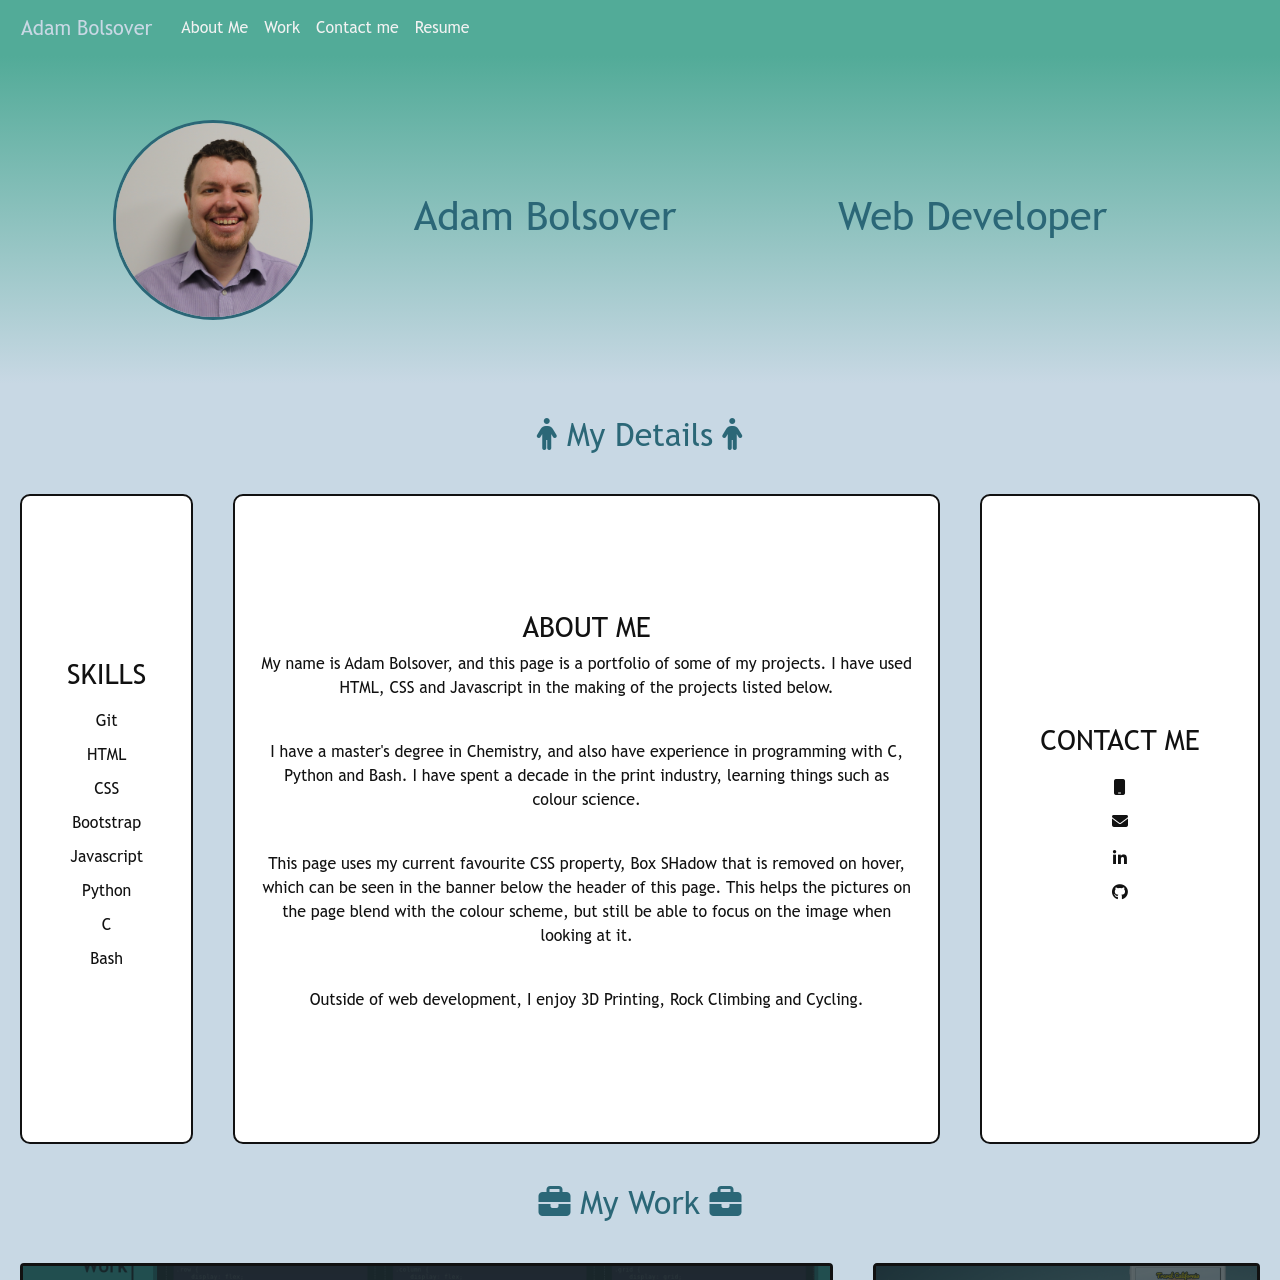 Adam Bolsover About Me Work Contact me Resume
Adam Bolsover
Web Developer
My Details
SKILLS
Git
HTML
CSS
Bootstrap
Javascript
Python
C
Bash
ABOUT ME
My name is Adam Bolsover, and this page is a portfolio of some of my projects. I have used
HTML, CSS and Javascript in the making of the projects listed below.
I have a master's degree in Chemistry, and also have experience in programming with C,
Python and Bash. I have spent a decade in the print industry, learning things such as
colour science.
This page uses my current favourite CSS property, Box SHadow that is removed on hover,
which can be seen in the banner below the header of this page. This helps the pictures on
the page blend with the colour scheme, but still be able to focus on the image when
looking at it.
Outside of web development, I enjoy 3D Printing, Rock Climbing and Cycling.
CONTACT ME
My Work
Work